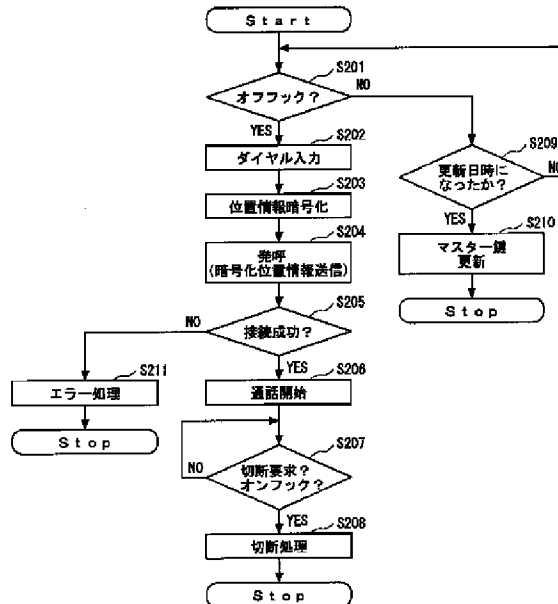 Start
S201
オフフック?
NO
YES
S202
ダイヤル入力
S203
位置情報暗号化
S204
発呼
(暗号化位置情報送信)
S205
接続成功?
NO
YES
S206
通話開始
S207
切断要求?
オンフック?
NO
YES
S208
切断処理
Stop
S209
更新日時に
なったか?
NO
YES
S210
マスター鍵
更新
Stop
S211
エラー処理
Stop